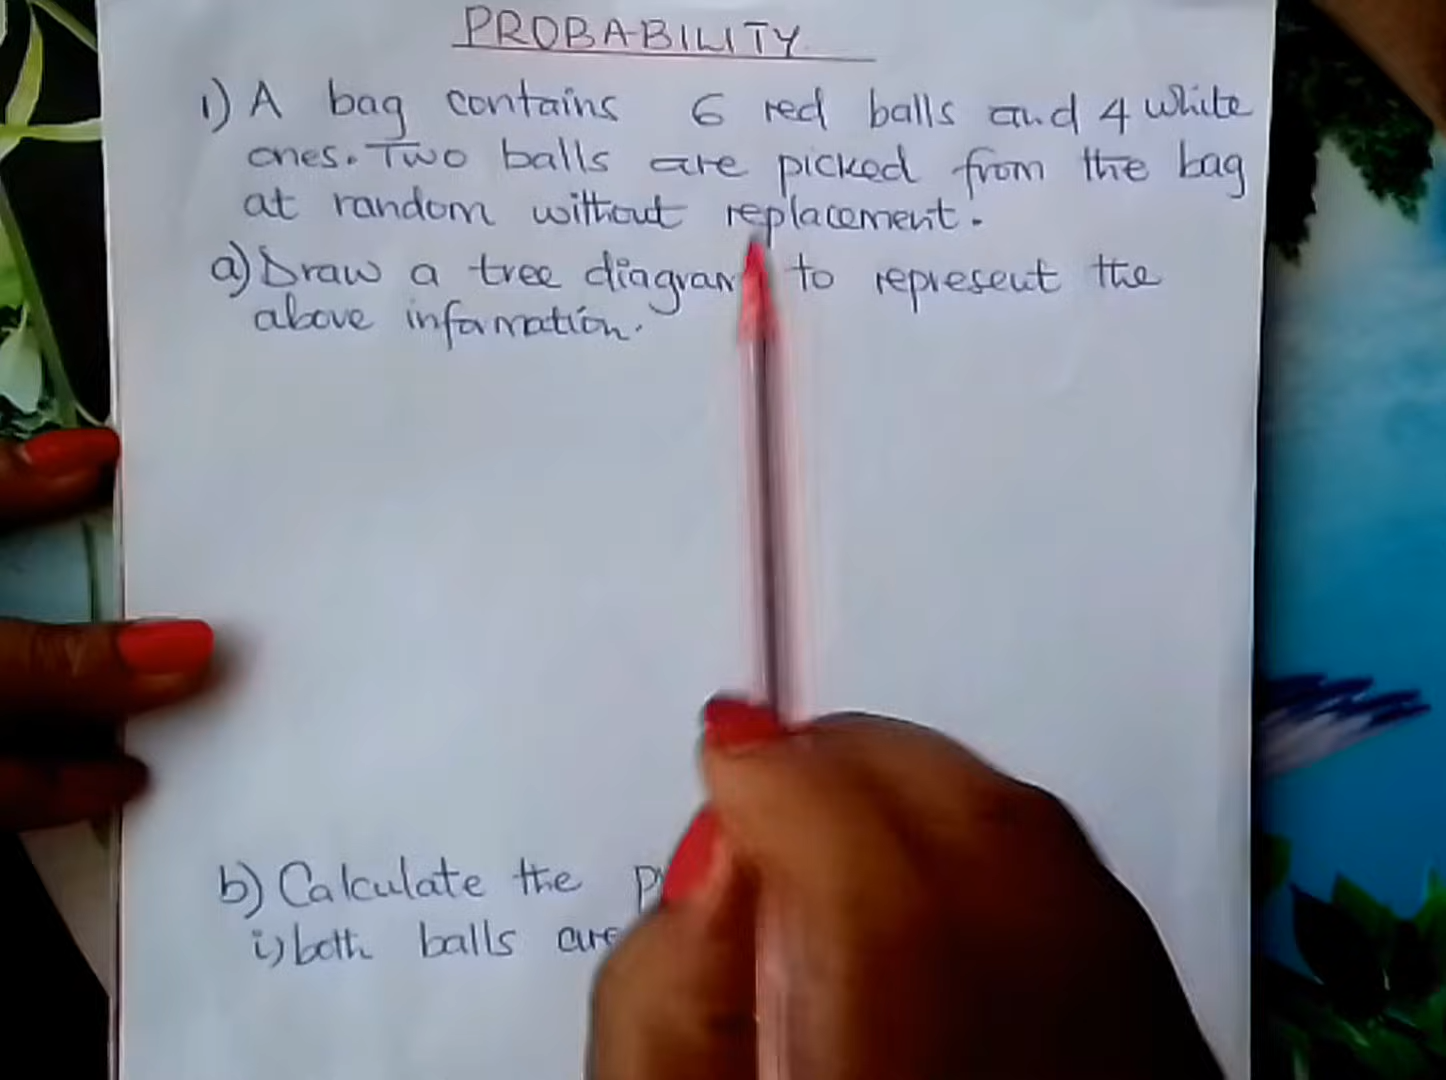 PROBABILITY
1) A bag contains 6 red balls and 4 white
ones. Two balls are picked from the bag
at random without replacement.
a) Draw a tree diagram to represent the
above information.
b) Calculate the
i) both balls are